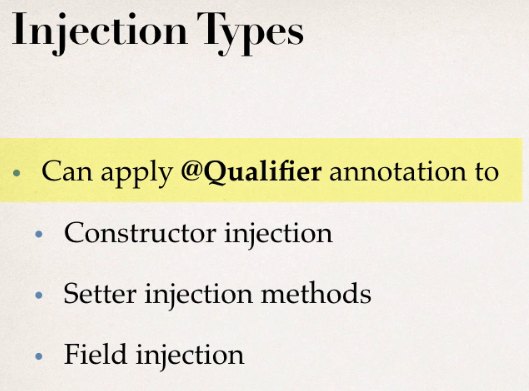 Injection Types
• Can apply @Qualifier annotation to
• Constructor injection
• Setter injection methods
• Field injection